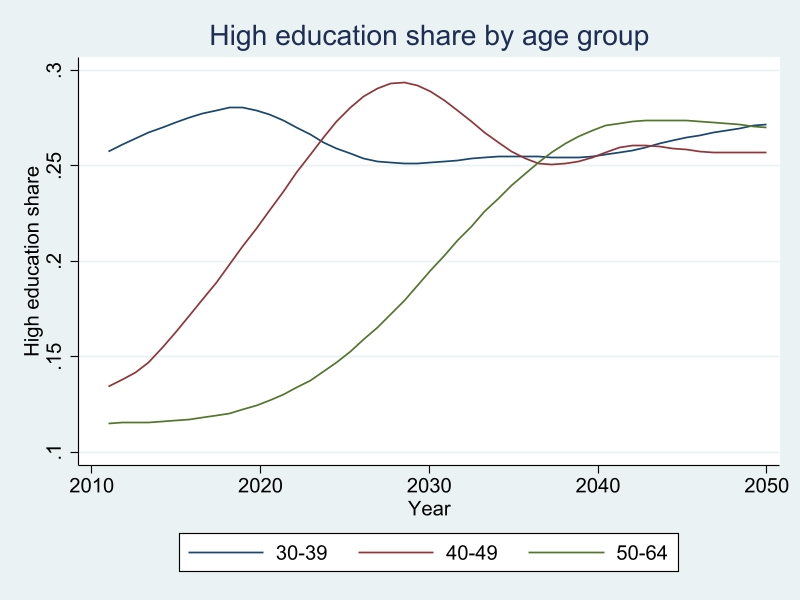 High education share by age group
High education share
.3
.25
.2
.15
.1
2010 2020 2030 2040 2050
Year
30-39 40-49 50-64